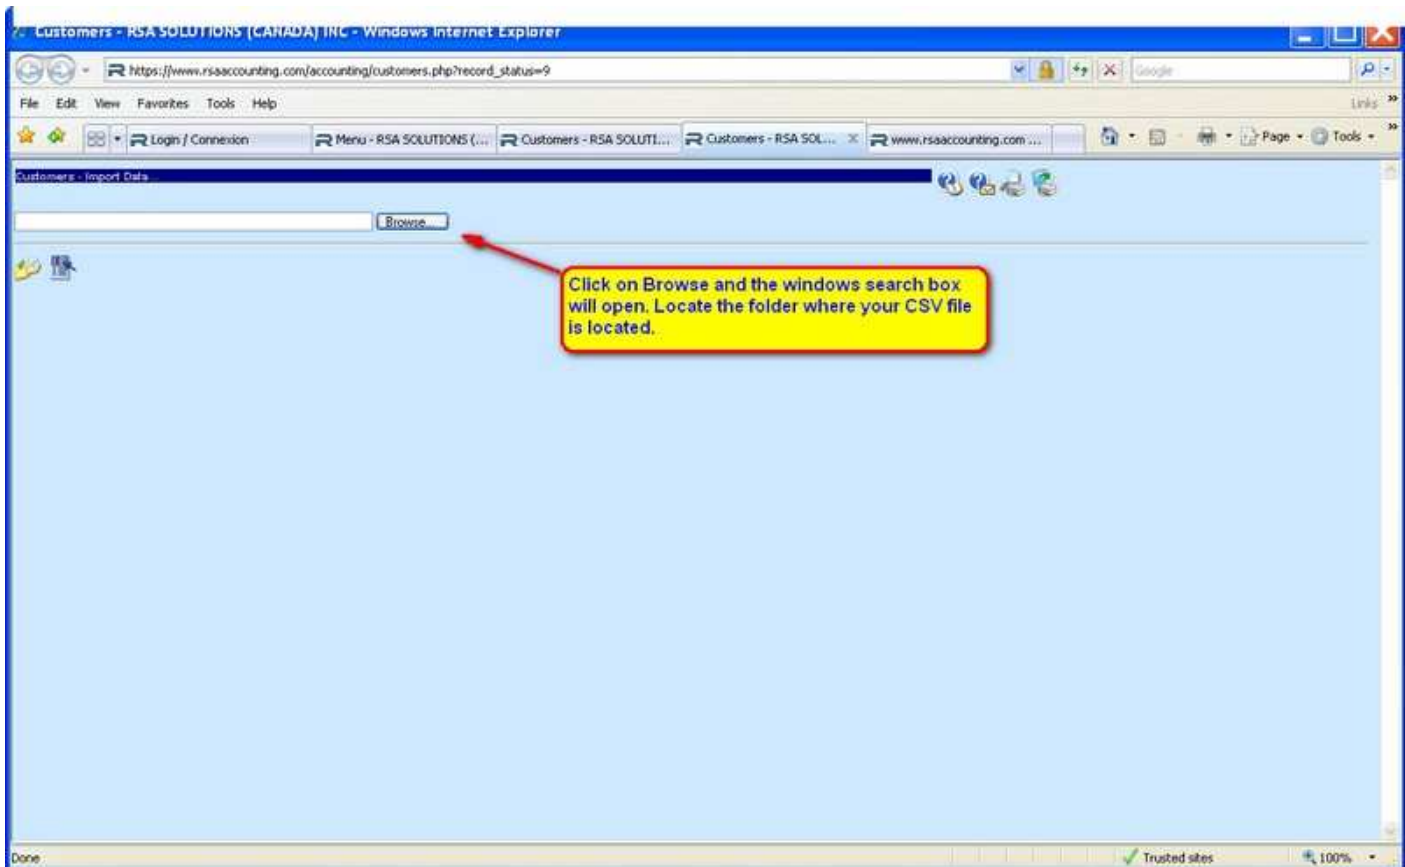 Customers - RSA SOLUTIONS (CANADA) INC - Windows Internet Explorer
https://www.rsaaccounting.com/accounting/customers.php?record_status=9
Google
File Edit View Favorites Tools Help
Links »
Login / Connexion
Menu - RSA SOLUTIONS (...
Customers - RSA SOLUTI...
Customers - RSA SOL...
www.rsaaccounting.com ...
Page
Tools
»
Customers - Import Data...
Browse...
Click on Browse and the windows search box
will open. Locate the folder where your CSV file
is located.
Done
Trusted sites
100%